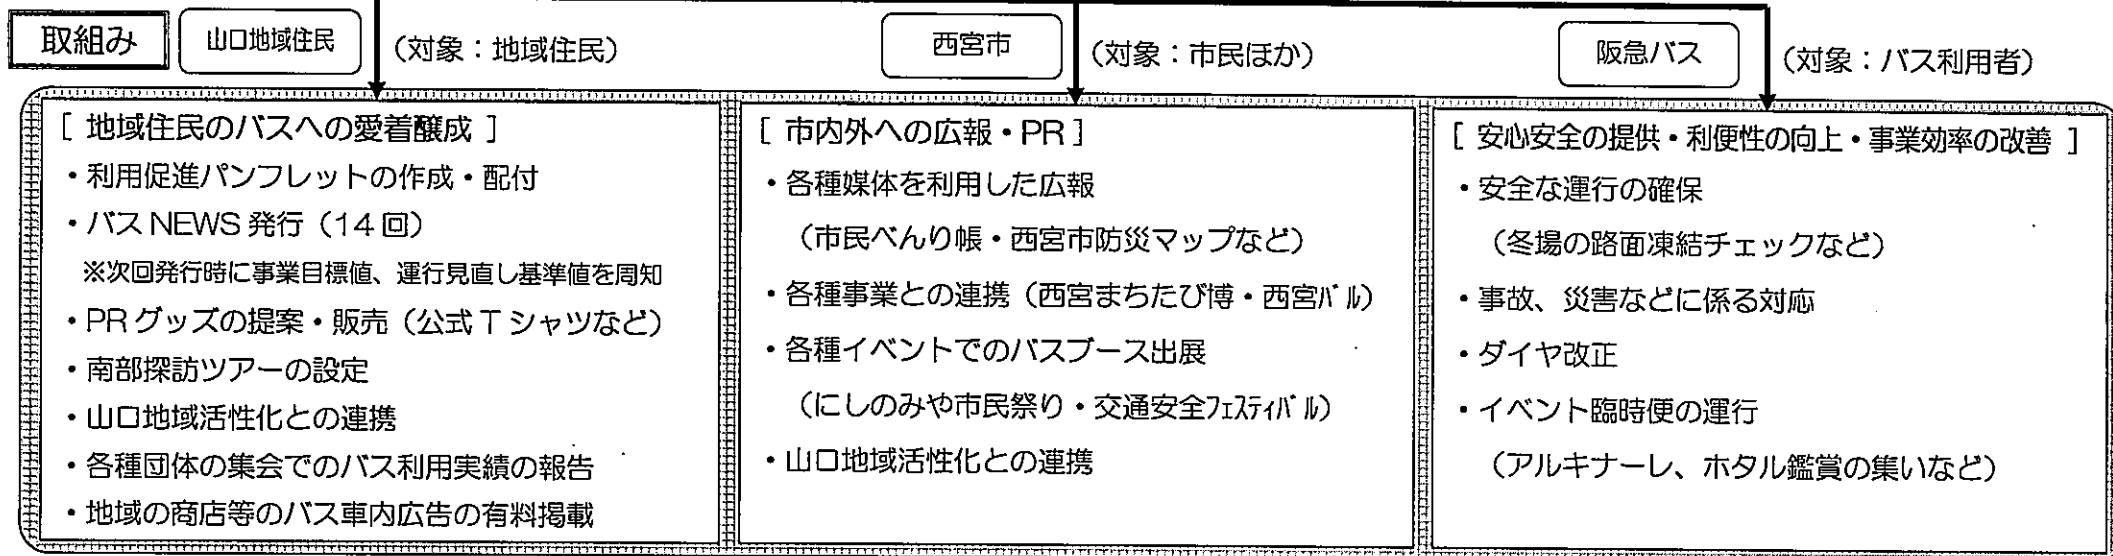 取組み
山口地域住民
(対象：地域住民)
西宮市
(対象：市民ほか)
阪急バス
(対象：バス利用者)
[ 地域住民のバスへの愛着醸成 ]
・利用促進パンフレットの作成・配付
・バス NEWS 発行（14 回）
※次回発行時に事業目標値、運行見直し基準値を周知
・PR グッズの提案・販売（公式 T シャツなど）
・南部探訪ツアーの設定
・山口地域活性化との連携
・各種団体の集会でのバス利用実績の報告
・地域の商店等のバス車内広告の有料掲載
[ 市内外への広報・PR ]
・各種媒体を利用した広報
（市民べんり帳・西宮市防災マップなど）
・各種事業との連携（西宮まちたび博・西宮ﾊﾞﾙ）
・各種イベントでのバスブース出展
（にしのみや市民祭り・交通安全ﾌｪｽﾃｨﾊﾞﾙ）
・山口地域活性化との連携
[ 安心安全の提供・利便性の向上・事業効率の改善 ]
・安全な運行の確保
（冬場の路面凍結チェックなど）
・事故、災害などに係る対応
・ダイヤ改正
・イベント臨時便の運行
（アルキナーレ、ホタル鑑賞の集いなど）